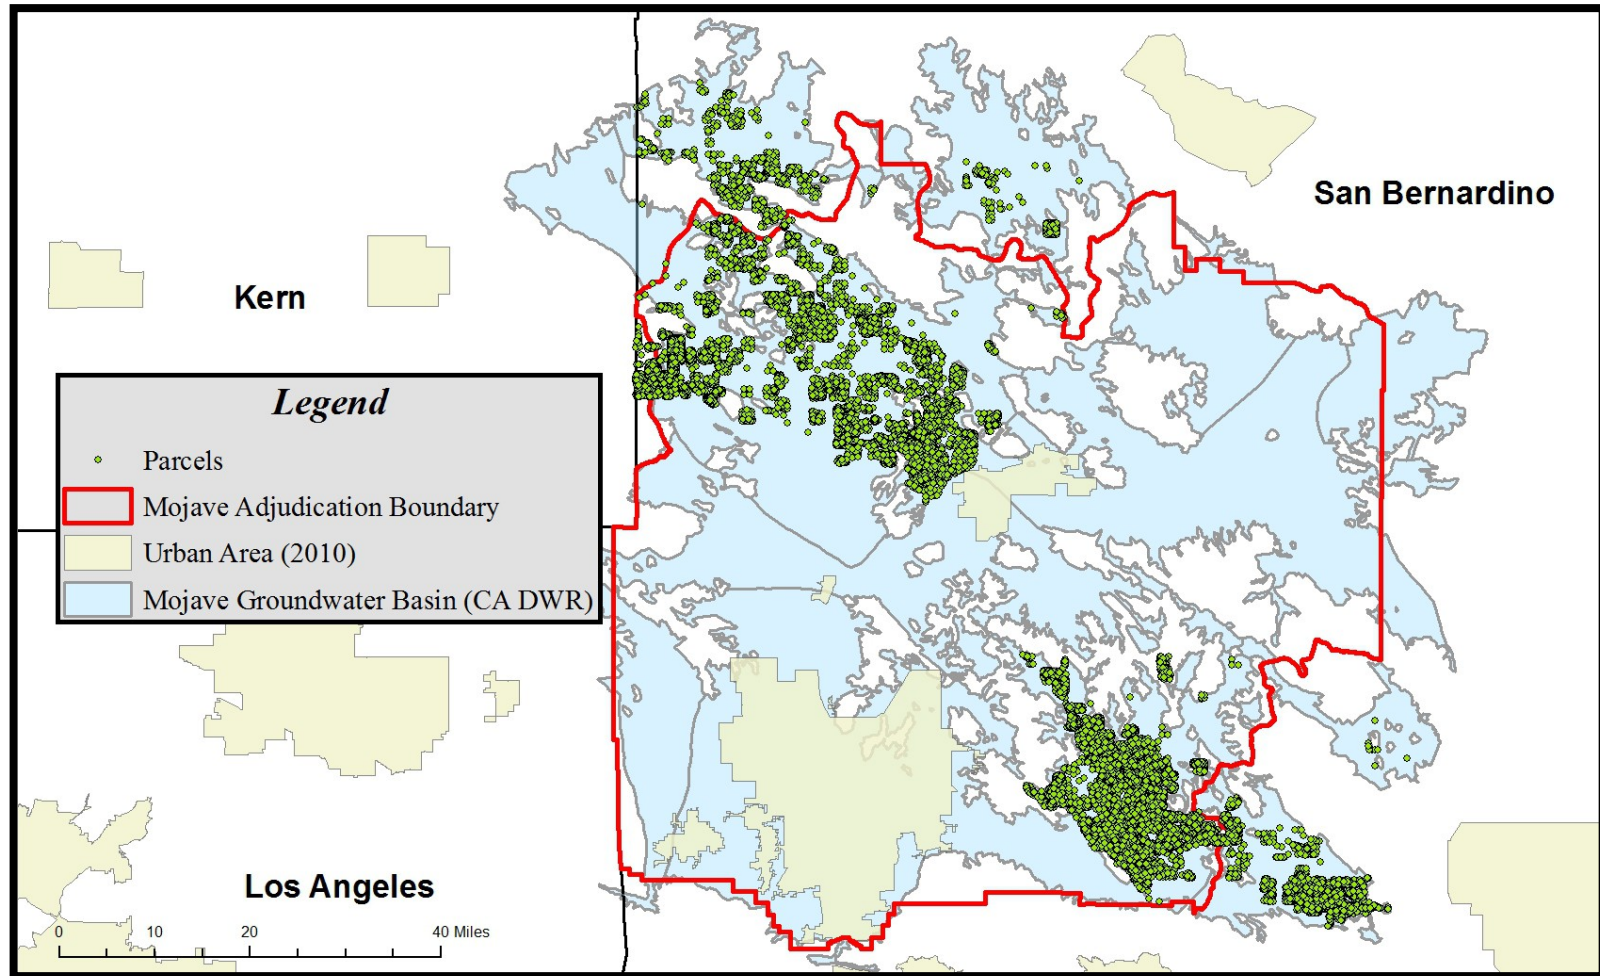 San Bernardino
Kern
Legend
Parcels
Mojave Adjudication Boundary
Urban Area (2010)
Mojave Groundwater Basin (CA DWR)
Los Angeles
0 10 20 40 Miles